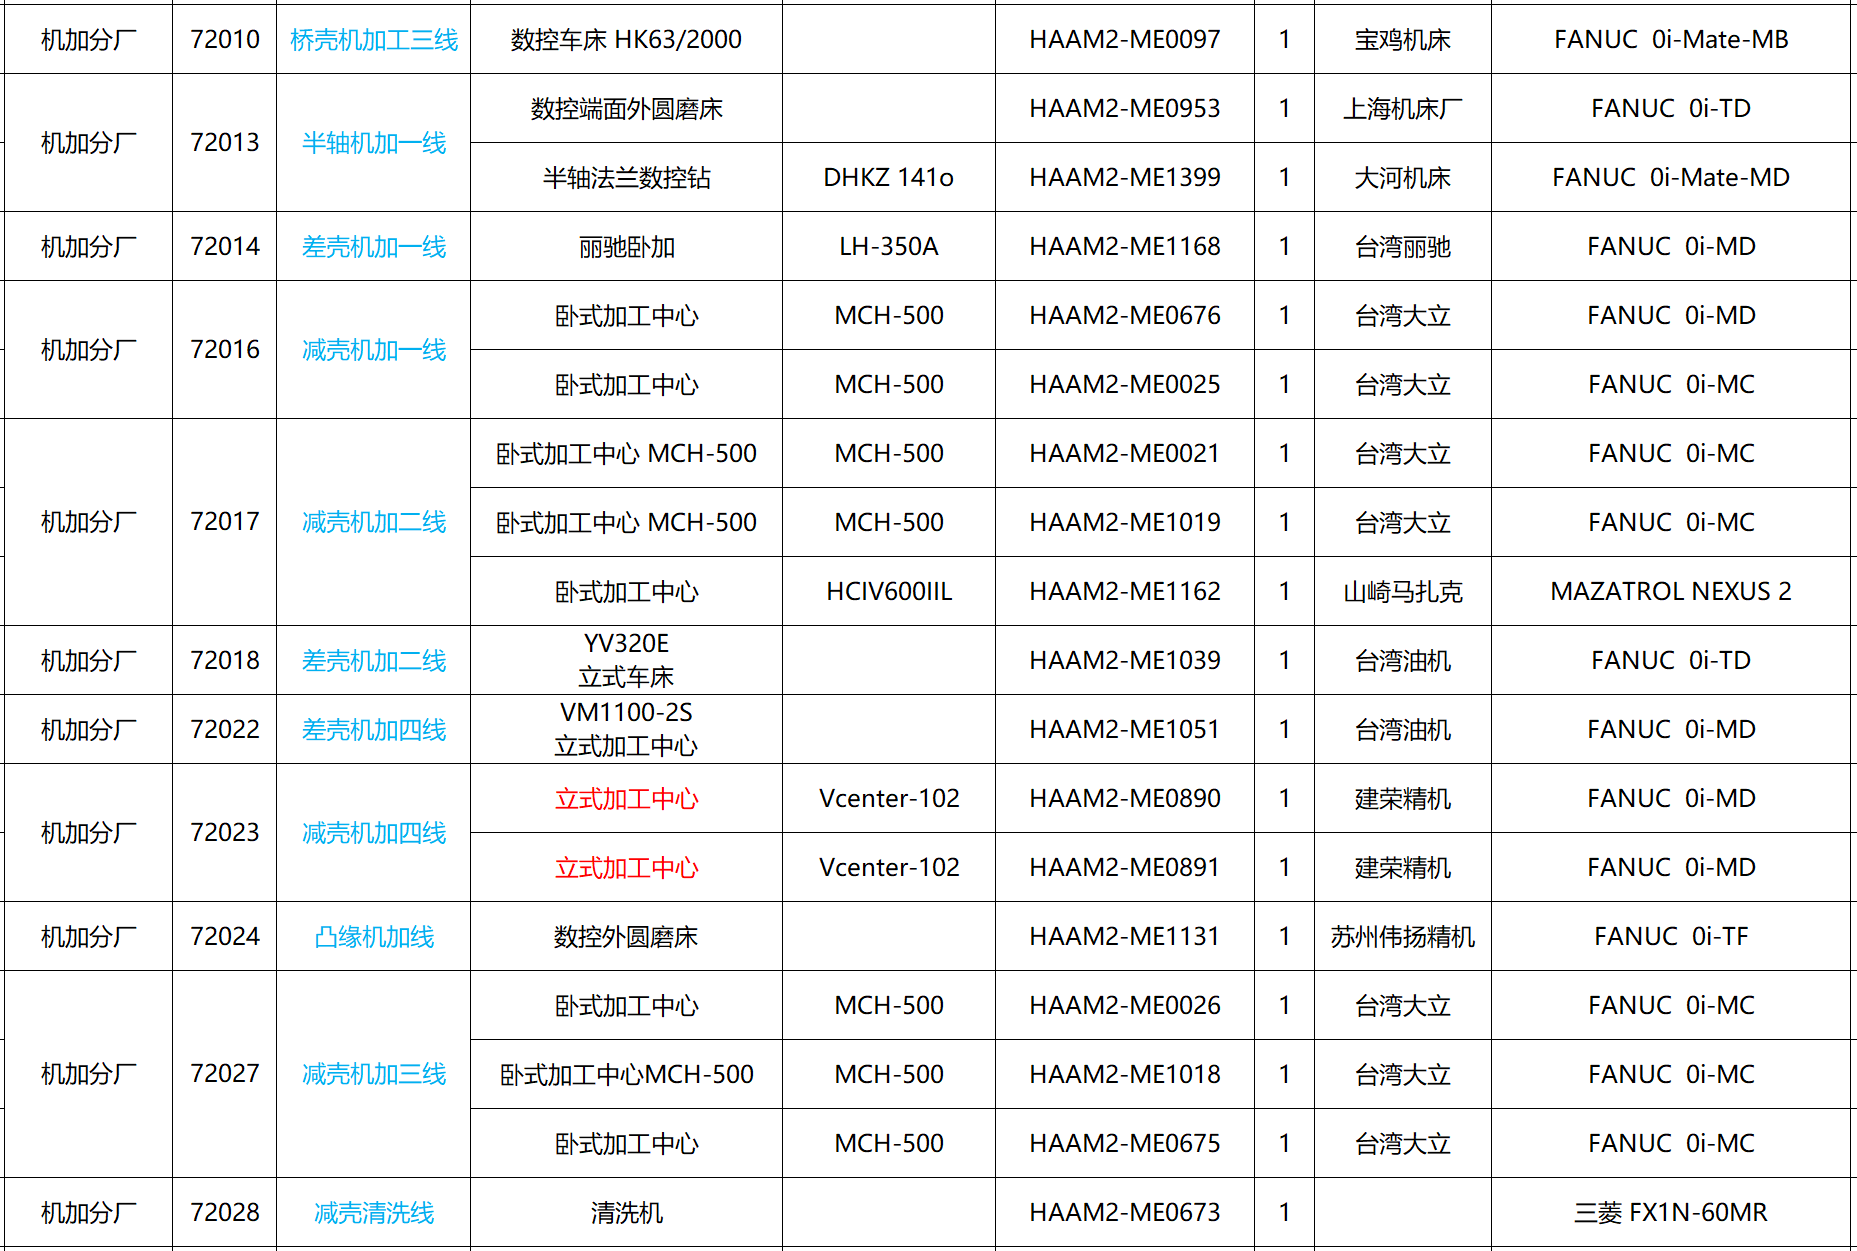 机加分厂 72010 桥壳机加工三线 数控车床 HK63/2000 HAAM2-ME0097 1 宝鸡机床 FANUC 0i-Mate-MB
机加分厂 72013 半轴机加一线 数控端面外圆磨床 HAAM2-ME0953 1 上海机床厂 FANUC 0i-TD
半轴法兰数控钻 DHKZ 141o HAAM2-ME1399 1 大河机床 FANUC 0i-Mate-MD
机加分厂 72014 差壳机加一线 丽驰卧加 LH-350A HAAM2-ME1168 1 台湾丽驰 FANUC 0i-MD
机加分厂 72016 减壳机加一线 卧式加工中心 MCH-500 HAAM2-ME0676 1 台湾大立 FANUC 0i-MD
卧式加工中心 MCH-500 HAAM2-ME0025 1 台湾大立 FANUC 0i-MC
机加分厂 72017 减壳机加二线 卧式加工中心 MCH-500 MCH-500 HAAM2-ME0021 1 台湾大立 FANUC 0i-MC
卧式加工中心 MCH-500 MCH-500 HAAM2-ME1019 1 台湾大立 FANUC 0i-MC
卧式加工中心 HCIV600IIL HAAM2-ME1162 1 山崎马扎克 MAZATROL NEXUS 2
机加分厂 72018 差壳机加二线 YV320E
立式车床 HAAM2-ME1039 1 台湾油机 FANUC 0i-TD
机加分厂 72022 差壳机加四线 VM1100-2S
立式加工中心 HAAM2-ME1051 1 台湾油机 FANUC 0i-MD
机加分厂 72023 减壳机加四线 立式加工中心 Vcenter-102 HAAM2-ME0890 1 建荣精机 FANUC 0i-MD
立式加工中心 Vcenter-102 HAAM2-ME0891 1 建荣精机 FANUC 0i-MD
机加分厂 72024 凸缘机加线 数控外圆磨床 HAAM2-ME1131 1 苏州伟扬精机 FANUC 0i-TF
机加分厂 72027 减壳机加三线 卧式加工中心 MCH-500 HAAM2-ME0026 1 台湾大立 FANUC 0i-MC
卧式加工中心MCH-500 MCH-500 HAAM2-ME1018 1 台湾大立 FANUC 0i-MC
卧式加工中心 MCH-500 HAAM2-ME0675 1 台湾大立 FANUC 0i-MC
机加分厂 72028 减壳清洗线 清洗机 HAAM2-ME0673 1 三菱 FX1N-60MR